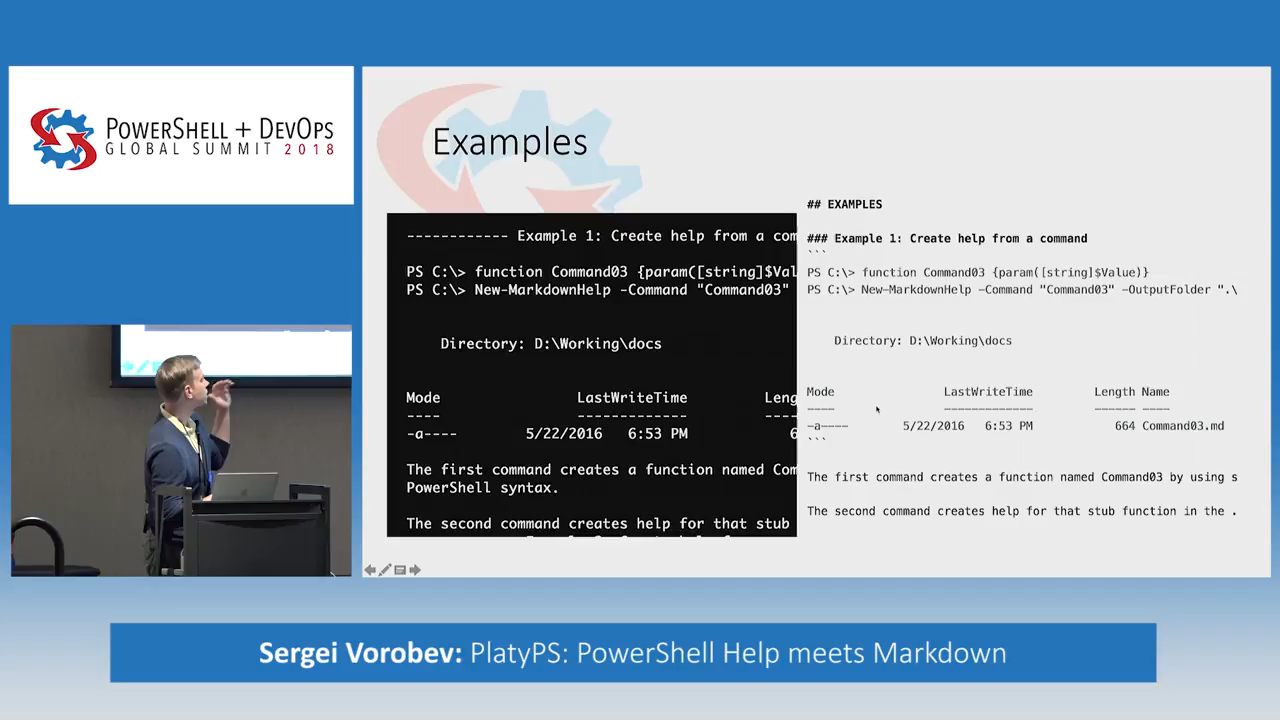 POWERSHELL + DEVOPS
GLOBAL SUMMIT 2018
Examples
------------ Example 1: Create help from a com
PS C:\> function Command03 {param([string]$Val
PS C:\> New-MarkdownHelp -Command "Command03"
Directory: D:\Working\docs
Mode LastWriteTime Leng
---- ------------- ----
-a---- 5/22/2016 6:53 PM 6
The first command creates a function named Com
PowerShell syntax.
The second command creates help for that stub
## EXAMPLES
### Example 1: Create help from a command
```
PS C:\> function Command03 {param([string]$Value)}
PS C:\> New-MarkdownHelp -Command "Command03" -OutputFolder ".\
Directory: D:\Working\docs
Mode LastWriteTime Length Name
---- ------------- ------ ----
-a---- 5/22/2016 6:53 PM 664 Command03.md
```
The first command creates a function named Command03 by using s
The second command creates help for that stub function in the .
Sergei Vorobev: PlatyPS: PowerShell Help meets Markdown